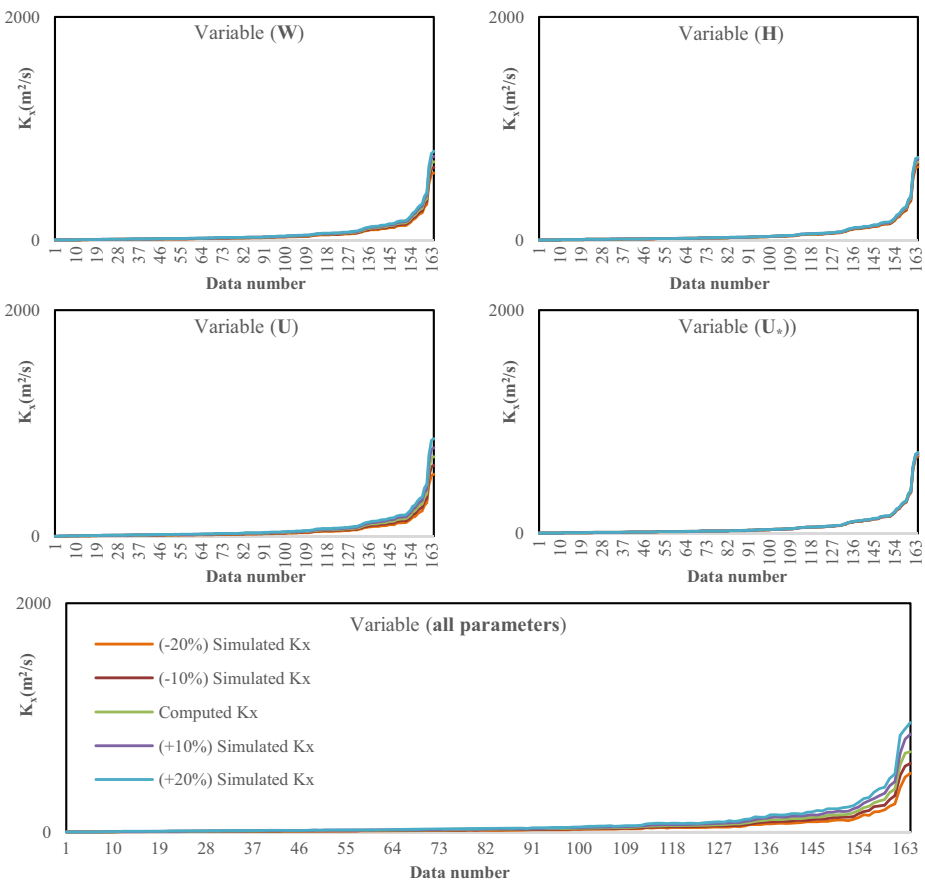 2000
Variable (W)
Kₓ(m²/s)
0
1 10 19 28 37 46 55 64 73 82 91 100 109 118 127 136 145 154 163
Data number
2000
Variable (H)
Kₓ(m²/s)
0
1 10 19 28 37 46 55 64 73 82 91 100 109 118 127 136 145 154 163
Data number
2000
Variable (U)
Kₓ(m²/s)
0
1 10 19 28 37 46 55 64 73 82 91 100 109 118 127 136 145 154 163
Data number
2000
Variable (U*))
Kₓ(m²/s)
0
1 10 19 28 37 46 55 64 73 82 91 100 109 118 127 136 145 154 163
Data number
2000
Variable (all parameters)
Kₓ(m²/s)
(-20%) Simulated Kx
(-10%) Simulated Kx
Computed Kx
(+10%) Simulated Kx
(+20%) Simulated Kx
0
1 10 19 28 37 46 55 64 73 82 91 100 109 118 127 136 145 154 163
Data number